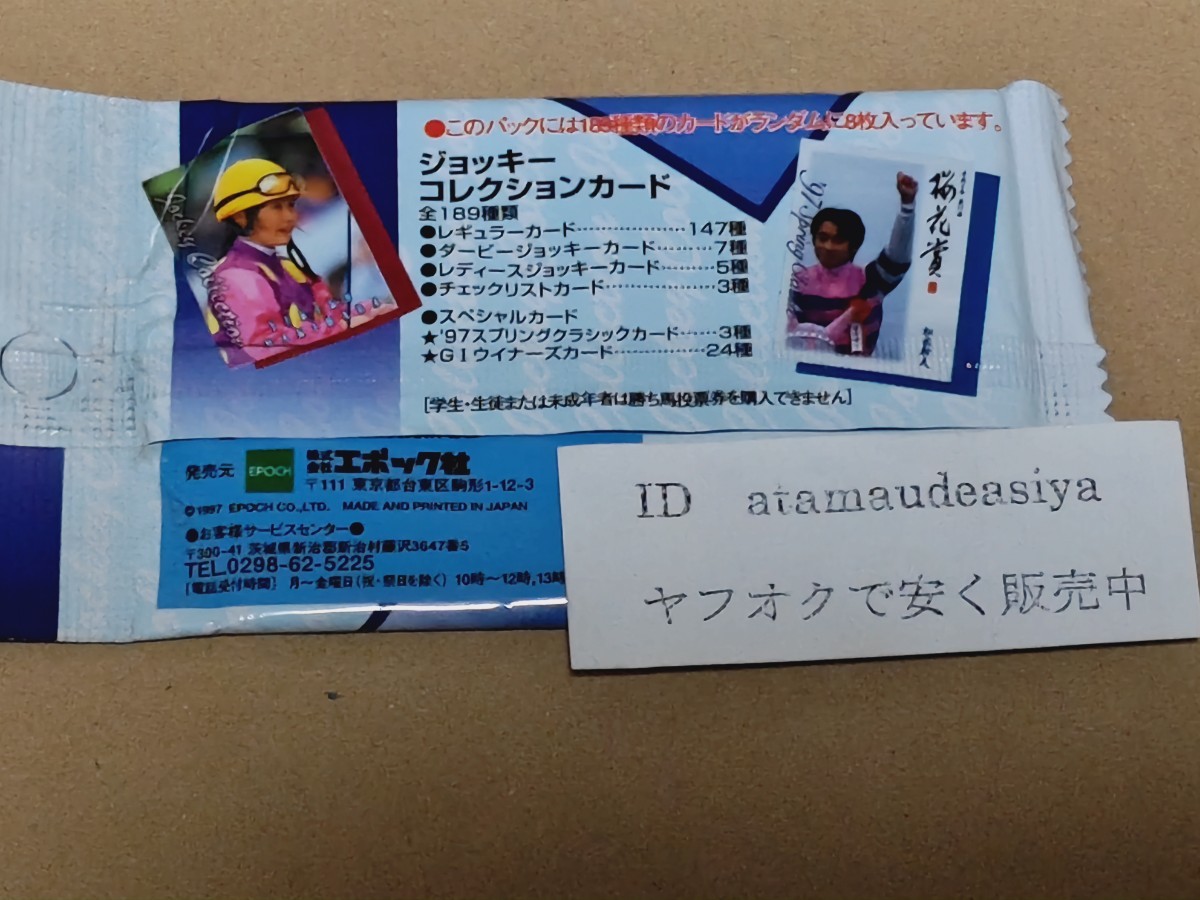 ●このパックには189種類のカードがランダムに8枚入っています。
ジョッキー
コレクションカード
全189種類
●レギュラーカード……………… 147種
●ダービージョッキーカード……… 7種
●レディースジョッキーカード…… 5種
●チェックリストカード…………… 3種
●スペシャルカード
★'97スプリングクラシックカード…… 3種
★GⅠウイナーズカード…………… 24種
[学生・生徒または未成年者は勝ち馬投票券を購入できません]
'97 Spring Classic
桜花賞
発売元 EPOCH 株式会社エポック社
〒111 東京都台東区駒形1-12-3
©1997 EPOCH CO.,LTD. MADE AND PRINTED IN JAPAN
●お客様サービスセンター●
〒300-41 茨城県新治郡新治村藤沢3647番5
TEL.0298-62-5225
[電話受付時間] 月〜金曜日(祝・祭日を除く) 10時〜12時,13時
ID atamaudeasiya
ヤフオクで安く販売中